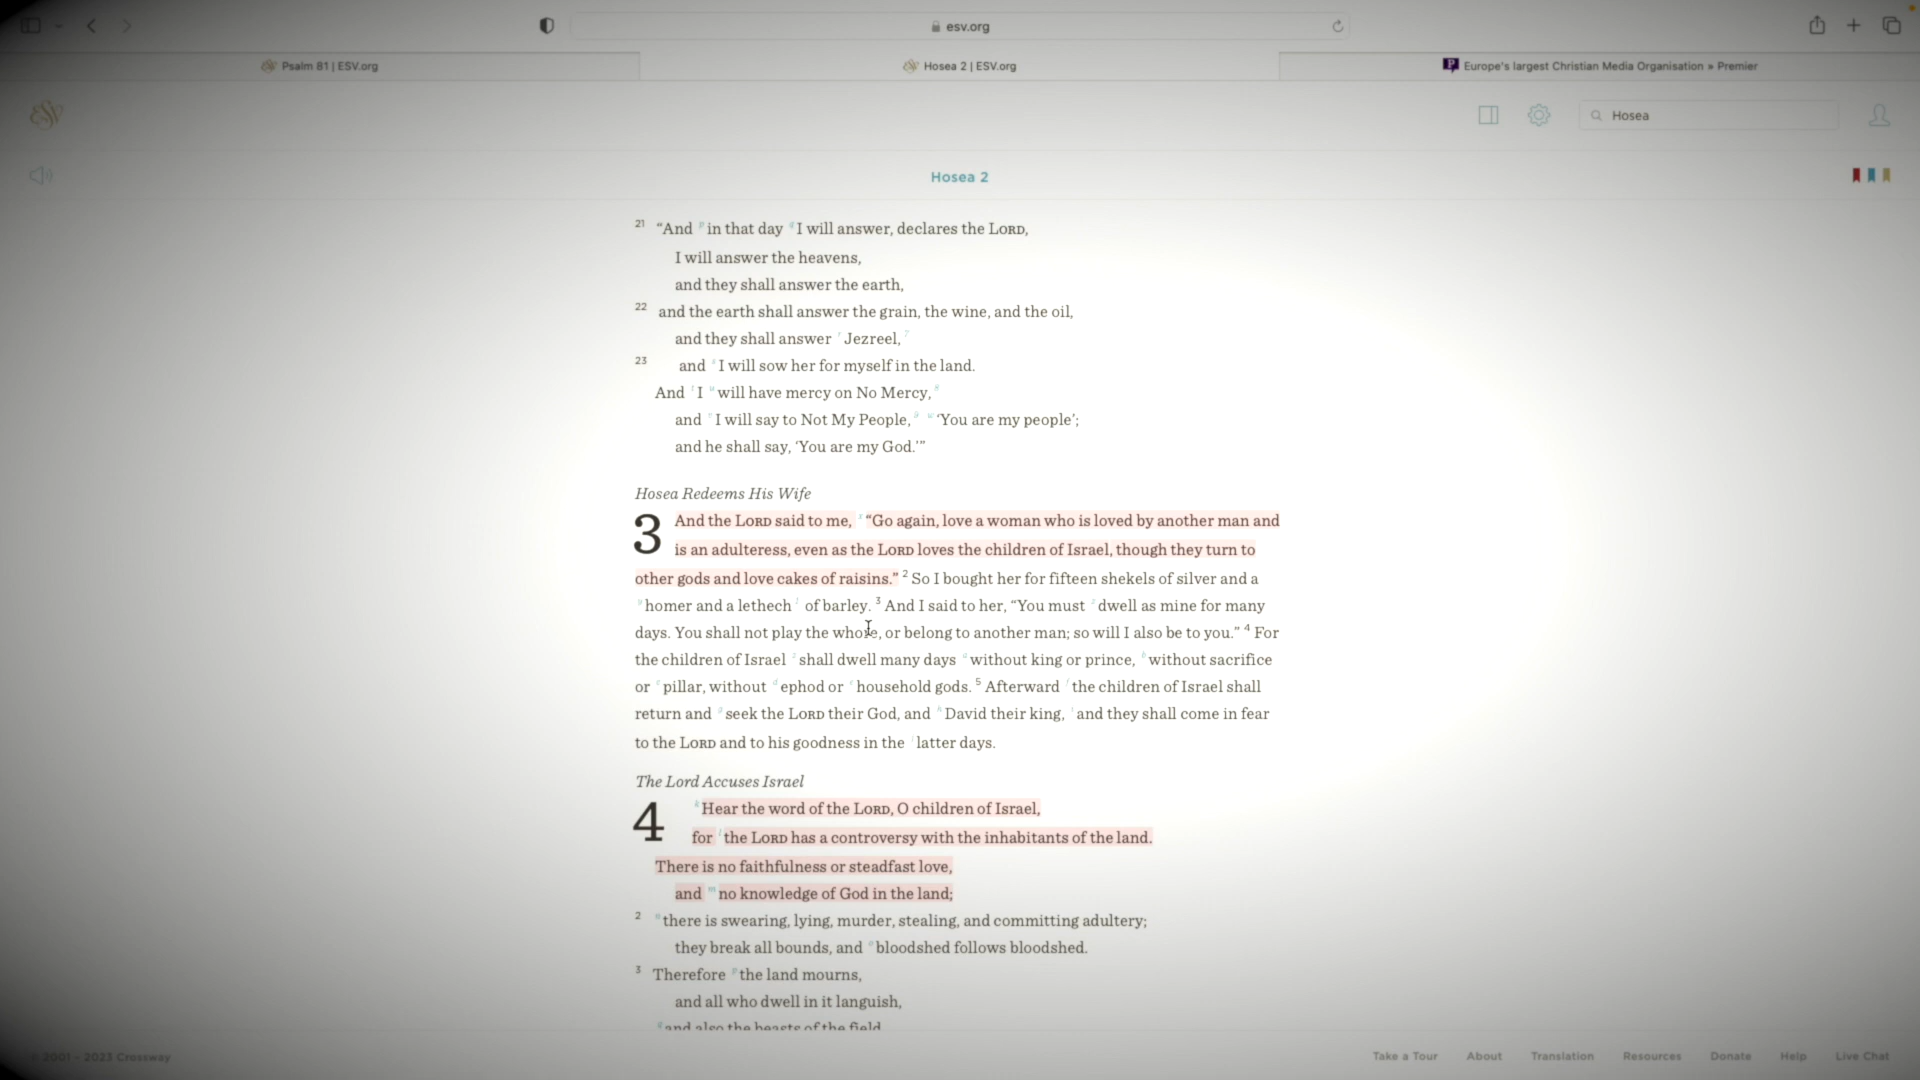 esv.org
Psalm 81 | ESV.org
Hosea 2 | ESV.org
Europe's largest Christian Media Organisation » Premier
ESV
Hosea
Hosea 2
21 “And in that day I will answer, declares the LORD,
I will answer the heavens,
and they shall answer the earth,
22 and the earth shall answer the grain, the wine, and the oil,
and they shall answer Jezreel,
23 and I will sow her for myself in the land.
And I will have mercy on No Mercy,
and I will say to Not My People, ‘You are my people’;
and he shall say, ‘You are my God.’”
Hosea Redeems His Wife
3 And the LORD said to me, “Go again, love a woman who is loved by another man and
is an adulteress, even as the LORD loves the children of Israel, though they turn to
other gods and love cakes of raisins.” 2 So I bought her for fifteen shekels of silver and a
homer and a lethech of barley. 3 And I said to her, “You must dwell as mine for many
days. You shall not play the whore, or belong to another man; so will I also be to you.” 4 For
the children of Israel shall dwell many days without king or prince, without sacrifice
or pillar, without ephod or household gods. 5 Afterward the children of Israel shall
return and seek the LORD their God, and David their king, and they shall come in fear
to the LORD and to his goodness in the latter days.
The Lord Accuses Israel
4 Hear the word of the LORD, O children of Israel,
for the LORD has a controversy with the inhabitants of the land.
There is no faithfulness or steadfast love,
and no knowledge of God in the land;
2 there is swearing, lying, murder, stealing, and committing adultery;
they break all bounds, and bloodshed follows bloodshed.
3 Therefore the land mourns,
and all who dwell in it languish,
and also the beasts of the field
© 2001 – 2023 Crossway
Take a Tour About Translation Resources Donate Help Live Chat